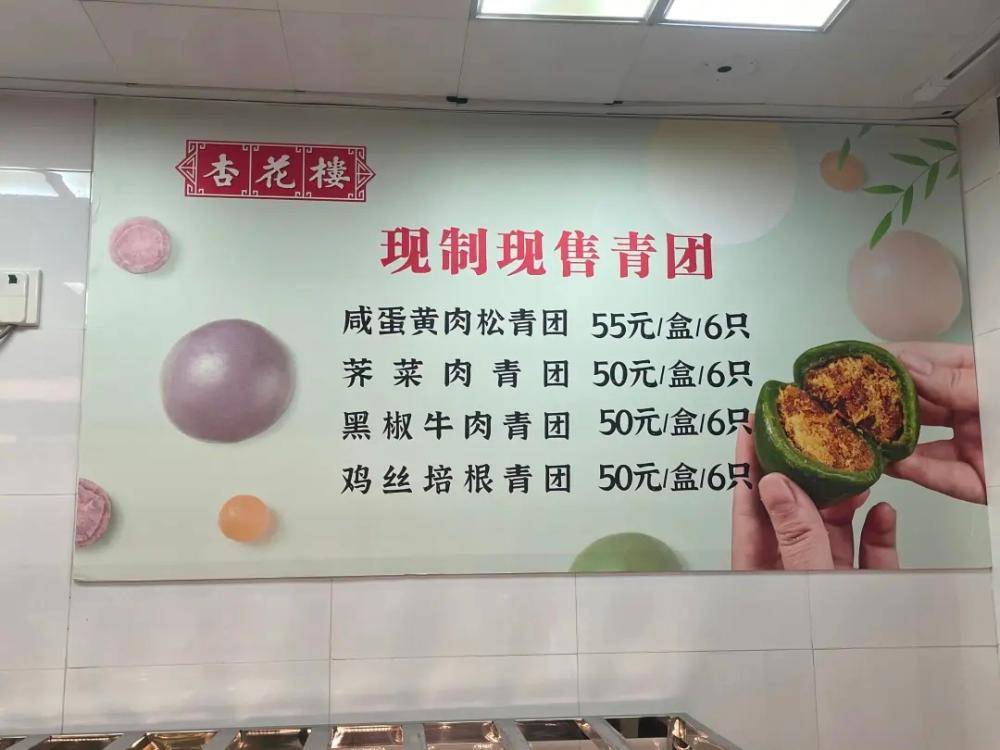 杏花樓
现制现售青团
咸蛋黄肉松青团 55元/盒/6只
荠菜肉青团 50元/盒/6只
黑椒牛肉青团 50元/盒/6只
鸡丝培根青团 50元/盒/6只